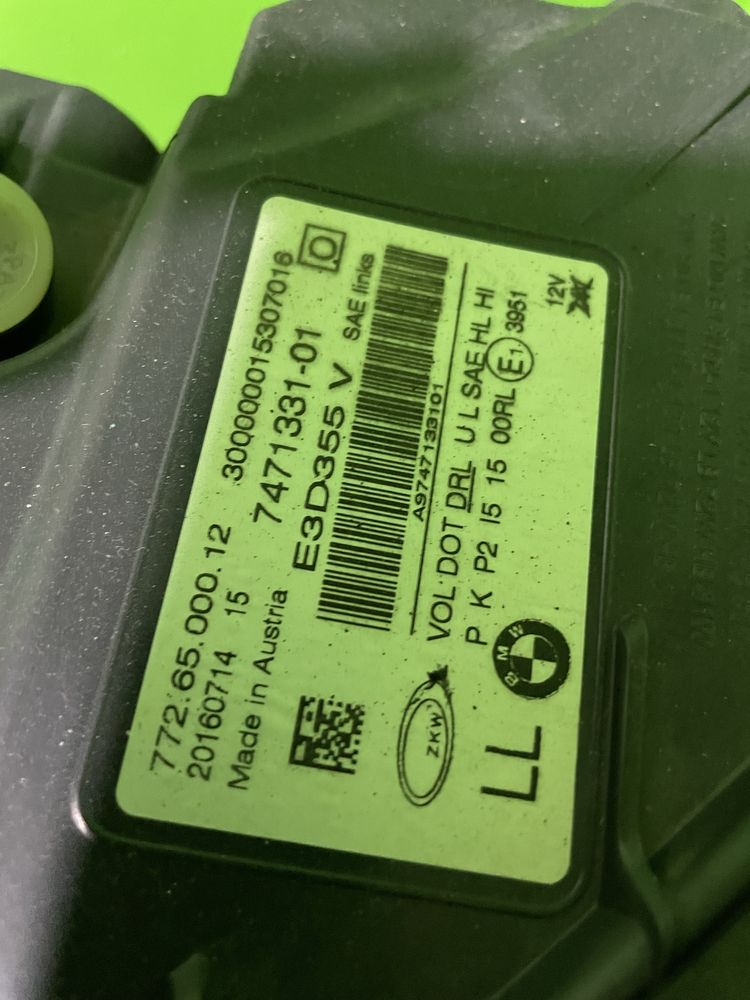 772.65.000.12 3000000015307016
20160714 15 7471331-01
Made in Austria E3D355 V SAE links
A9747133101
ZKW
VOL DOT DRL U L SAE HL HI
P K P2 I5 15 00RL E1 3951
BMW
LL
12V